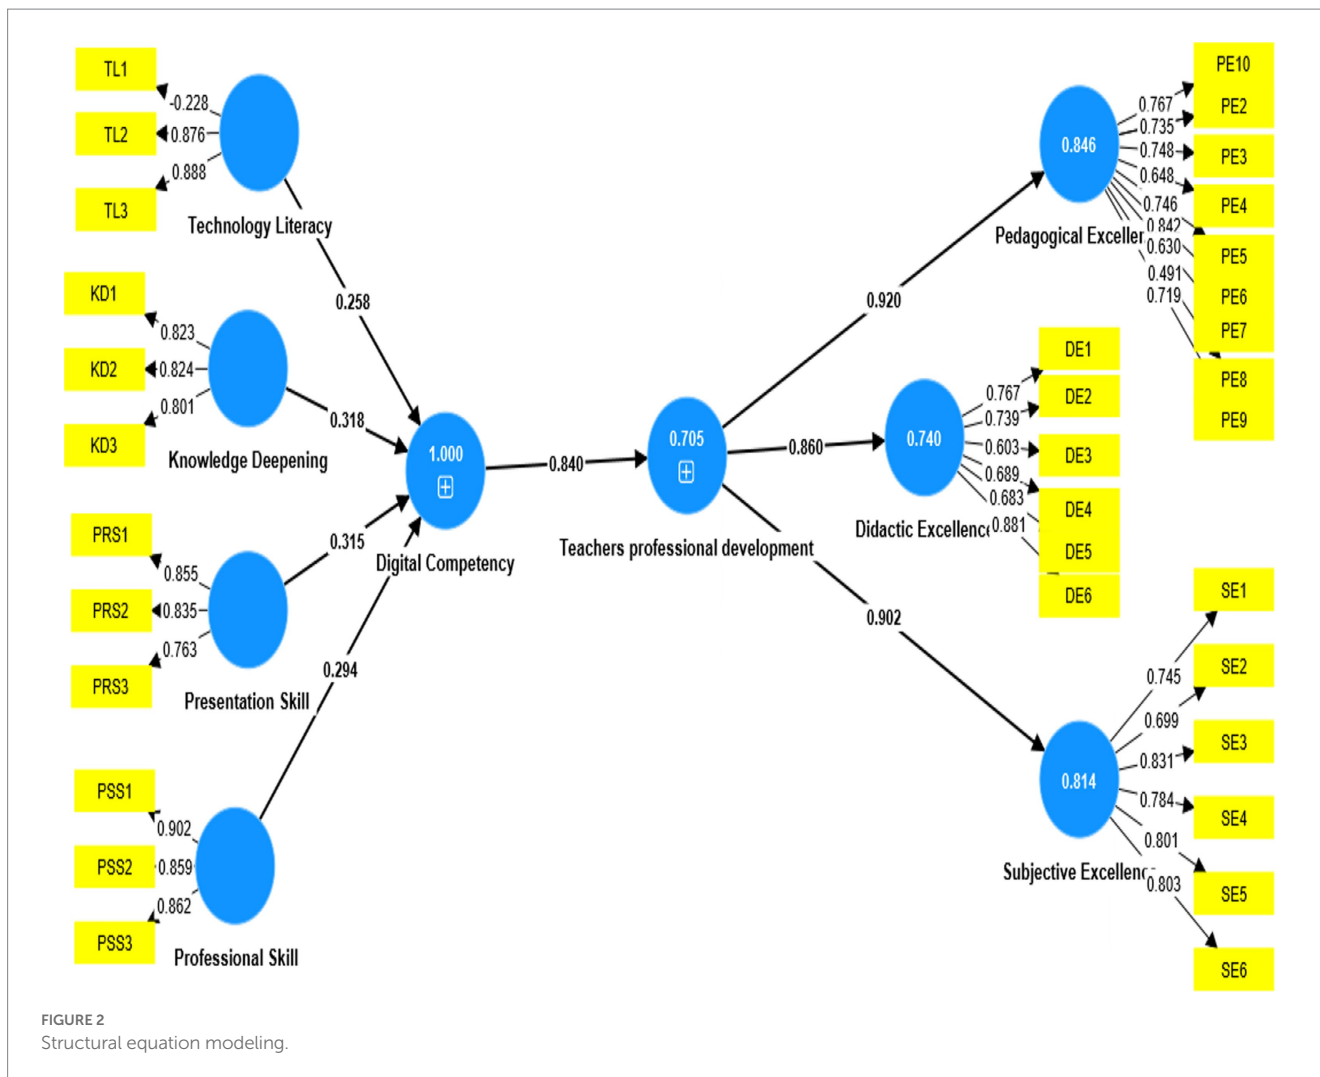 TL1
-0.228
TL2
0.876
0.888
TL3
Technology Literacy
0.258
KD1
0.823
KD2
0.824
0.801
KD3
Knowledge Deepening
0.318
PRS1
0.855
PRS2
0.835
0.763
PRS3
Presentation Skill
0.315
PSS1
0.902
PSS2
0.859
0.862
PSS3
Professional Skill
0.294
1.000
Digital Competency
0.840
0.705
Teachers professional development
0.920
0.860
0.902
0.846
Pedagogical Exceller
0.767
0.735
0.748
0.648
0.746
0.842
0.630
0.491
0.719
PE10
PE2
PE3
PE4
PE5
PE6
PE7
PE8
PE9
0.740
Didactic Excellence
0.767
0.739
0.603
0.689
0.683
0.881
DE1
DE2
DE3
DE4
DE5
DE6
0.814
Subjective Excellence
0.745
0.699
0.831
0.784
0.801
0.803
SE1
SE2
SE3
SE4
SE5
SE6
FIGURE 2
Structural equation modeling.